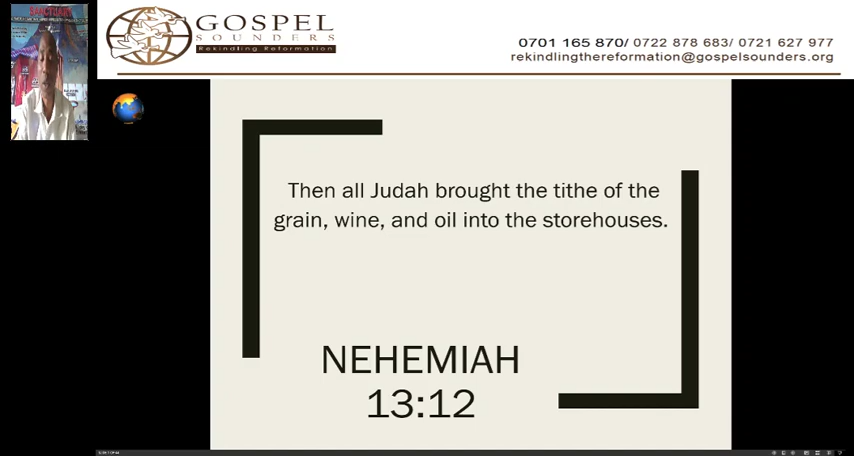 SANCTUARY
GOSPEL
SOUNDERS
Rekindling Reformation
0701 165 870/ 0722 878 683/ 0721 627 977
rekindlingthereformation@gospelsounders.org
Then all Judah brought the tithe of the
grain, wine, and oil into the storehouses.
NEHEMIAH
13:12